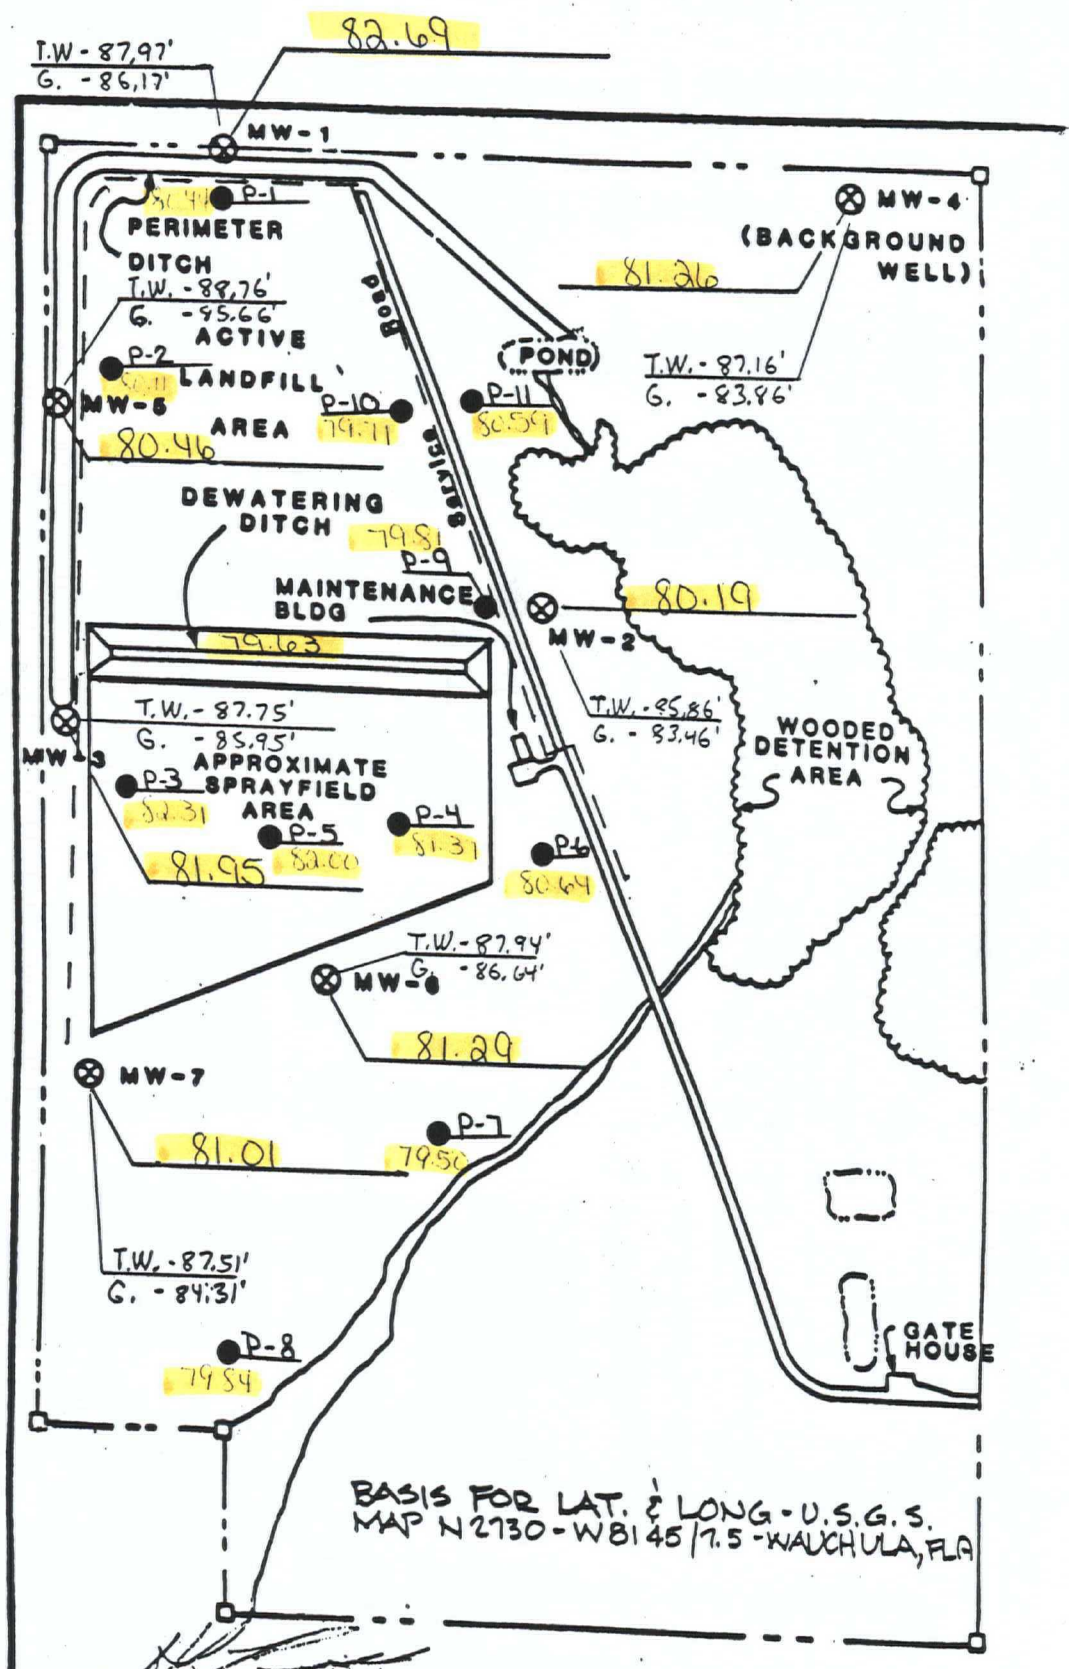 82.69
T.W - 87.97'
G. - 86.17'
MW-1
P-1
MW-4
PERIMETER
DITCH
(BACKGROUND
WELL)
81.26
T.W. - 88.76'
G. - 85.66'
ACTIVE
Road
POND
P-2
LANDFILL
T.W. - 87.16'
G. - 83.86'
MW-5
P-10
79.71
P-11
80.59
AREA
80.46
Service
DEWATERING
DITCH
79.81
P-9
MAINTENANCE
BLDG
80.19
MW-2
79.63
T.W. - 87.75'
G. - 85.95'
T.W. - 85.86'
G. - 83.46'
WOODED
DETENTION
AREA
MW-3
APPROXIMATE
SPRAYFIELD
AREA
P-3
82.31
P-4
81.37
P-5
82.00
81.95
P-6
80.64
T.W. - 87.94'
G. - 86.64'
MW-6
81.29
MW-7
P-7
79.50
81.01
T.W. - 87.51'
G. - 84.31'
P-8
79.54
GATE
HOUSE
BASIS FOR LAT. & LONG - U.S.G.S.
MAP N2730-W8145/7.5-WAUCHULA, FLA